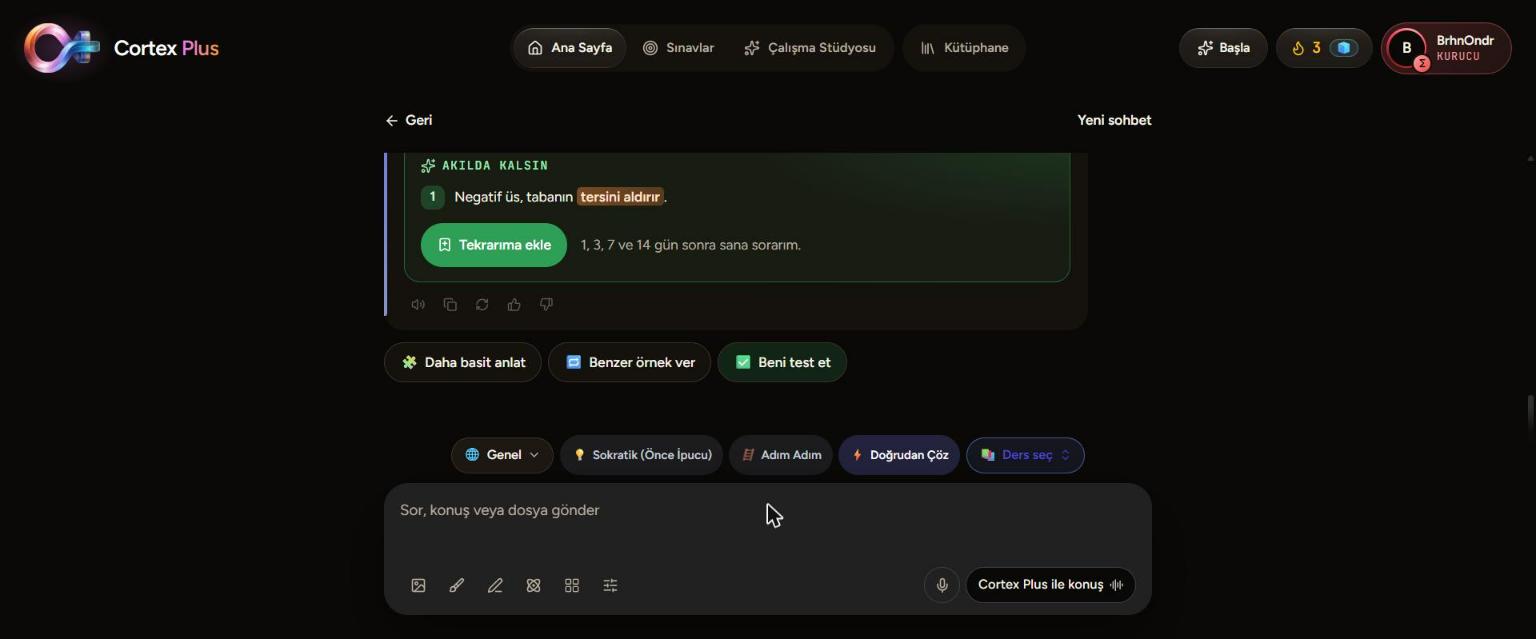 Cortex Plus
Ana Sayfa
Sınavlar
Çalışma Stüdyosu
Kütüphane
Başla
3
B
Σ
BrhnOndr
KURUCU
Geri
Yeni sohbet
AKILDA KALSIN
1 Negatif üs, tabanın tersini aldırır.
Tekrarıma ekle
1, 3, 7 ve 14 gün sonra sana sorarım.
Daha basit anlat
Benzer örnek ver
Beni test et
Genel
Sokratik (Önce İpucu)
Adım Adım
Doğrudan Çöz
Ders seç
Sor, konuş veya dosya gönder
Cortex Plus ile konuş